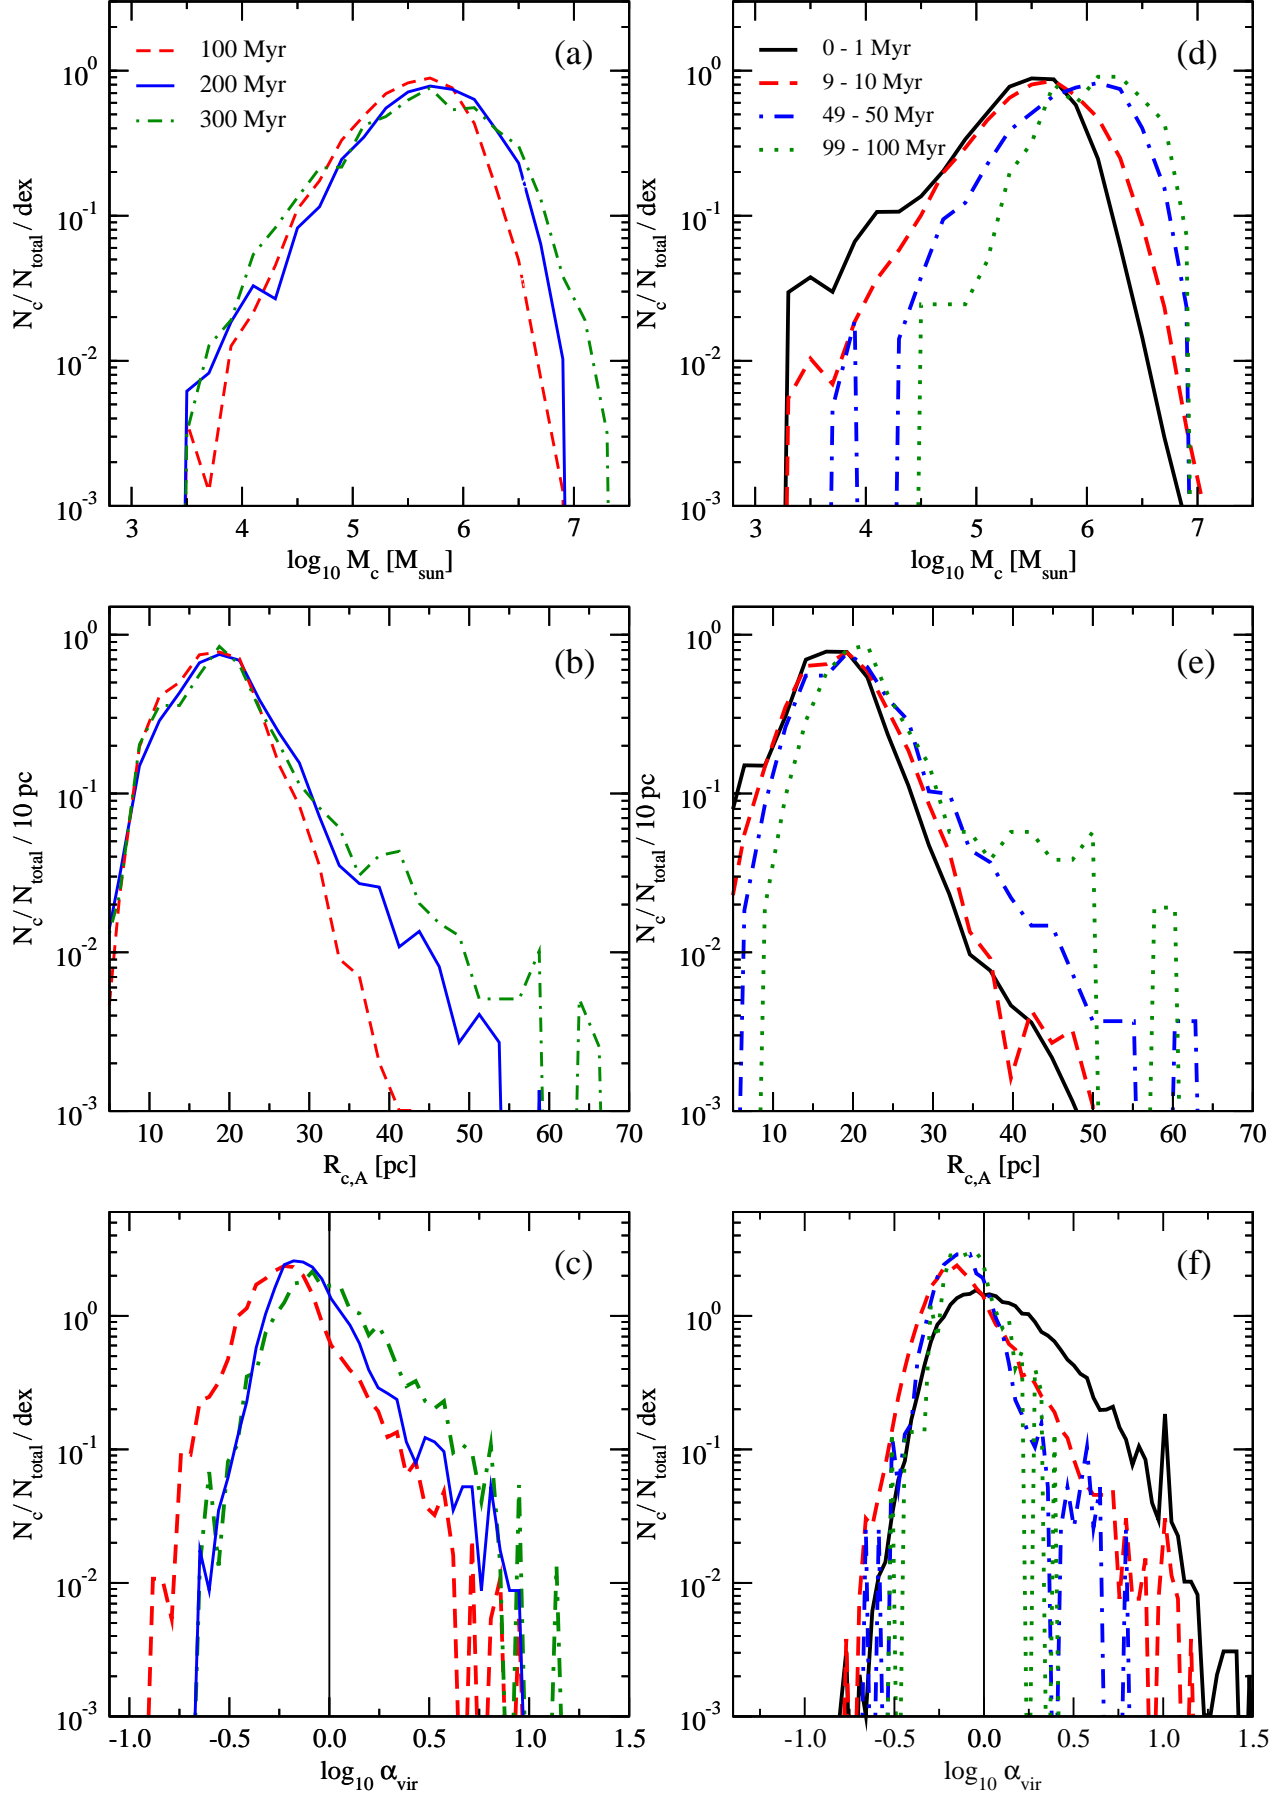 (a)
100 Myr
200 Myr
300 Myr
10^0
10^-1
10^-2
10^-3
N_c / N_total / dex
3 4 5 6 7
log_10 M_c [M_sun]
(d)
0 - 1 Myr
9 - 10 Myr
49 - 50 Myr
99 - 100 Myr
10^0
10^-1
10^-2
10^-3
N_c / N_total / dex
3 4 5 6 7
log_10 M_c [M_sun]
(b)
10^0
10^-1
10^-2
10^-3
N_c / N_total / 10 pc
10 20 30 40 50 60 70
R_c,A [pc]
(e)
10^0
10^-1
10^-2
10^-3
N_c / N_total / 10 pc
10 20 30 40 50 60 70
R_c,A [pc]
(c)
10^0
10^-1
10^-2
10^-3
N_c / N_total / dex
-1.0 -0.5 0.0 0.5 1.0 1.5
log_10 α_vir
(f)
10^0
10^-1
10^-2
10^-3
N_c / N_total / dex
-1.0 -0.5 0.0 0.5 1.0 1.5
log_10 α_vir